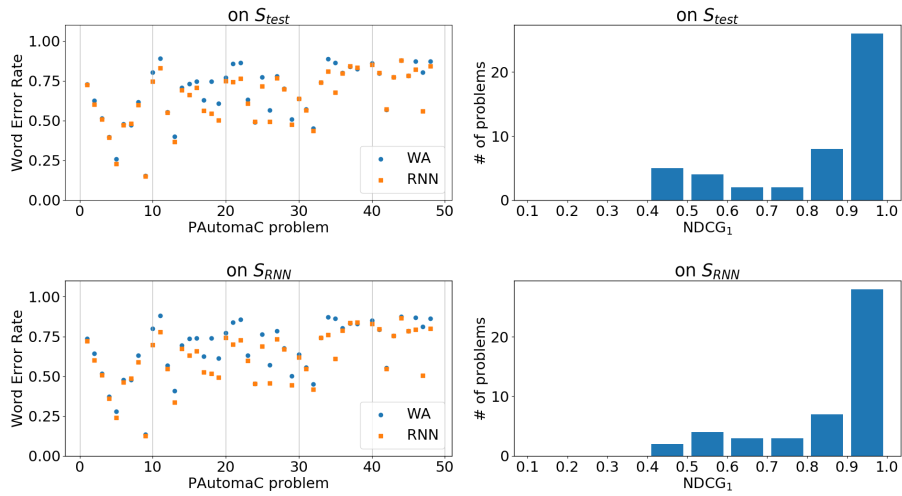 on S_test
Word Error Rate
1.00
0.75
0.50
0.25
0.00
WA
RNN
0 10 20 30 40 50
PAutomaC problem
on S_test
# of problems
20
10
0
0.1 0.2 0.3 0.4 0.5 0.6 0.7 0.8 0.9 1.0
NDCG₁
on S_RNN
Word Error Rate
1.00
0.75
0.50
0.25
0.00
WA
RNN
0 10 20 30 40 50
PAutomaC problem
on S_RNN
# of problems
20
10
0
0.1 0.2 0.3 0.4 0.5 0.6 0.7 0.8 0.9 1.0
NDCG₁